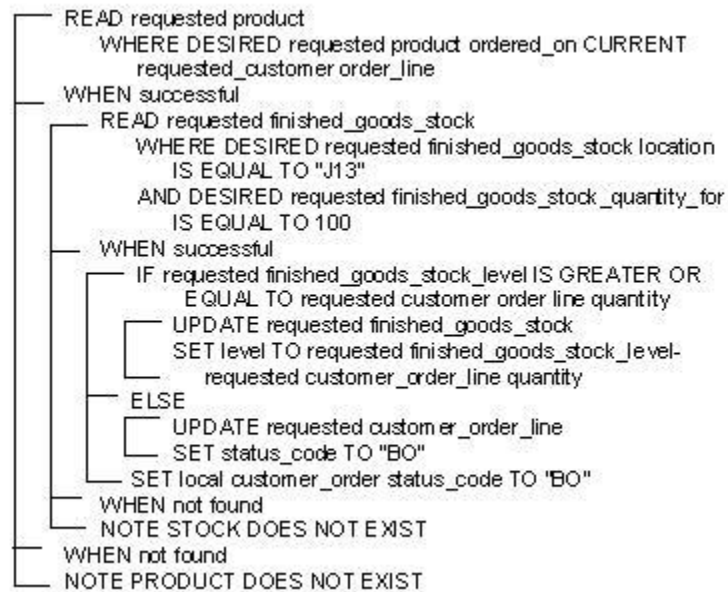 READ requested product
WHERE DESIRED requested product ordered_on CURRENT
requested_customer order_line
WHEN successful
READ requested finished_goods_stock
WHERE DESIRED requested finished_goods_stock location
IS EQUAL TO "J13"
AND DESIRED requested finished_goods_stock_quantity_for
IS EQUAL TO 100
WHEN successful
IF requested finished_goods_stock_level IS GREATER OR
EQUAL TO requested customer order line quantity
UPDATE requested finished_goods_stock
SET level TO requested finished_goods_stock_level-
requested customer_order_line quantity
ELSE
UPDATE requested customer_order_line
SET status_code TO "BO"
SET local customer_order status_code TO "BO"
WHEN not found
NOTE STOCK DOES NOT EXIST
WHEN not found
NOTE PRODUCT DOES NOT EXIST